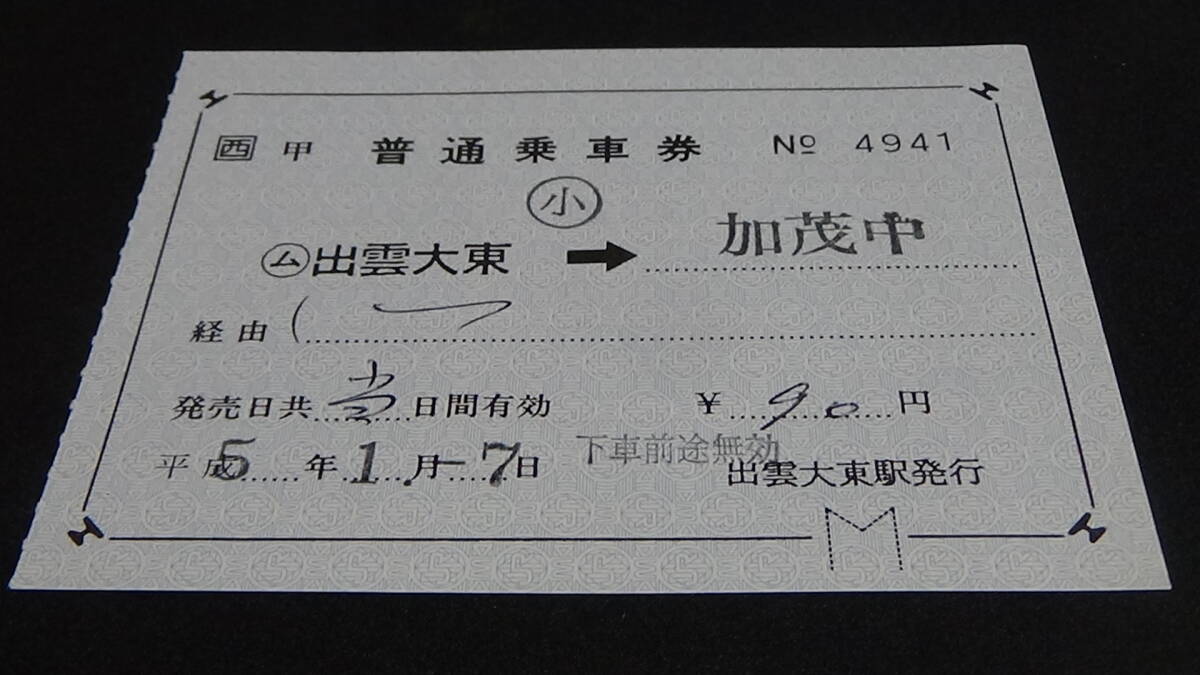 西 甲 普通乗車券 № 4941
小
ム出雲大東 ➡ 加茂中
経由(
発売日共 当 日間有効 ¥ 90 円
平成 5 年 1 月 -7 日 下車前途無効
出雲大東駅発行